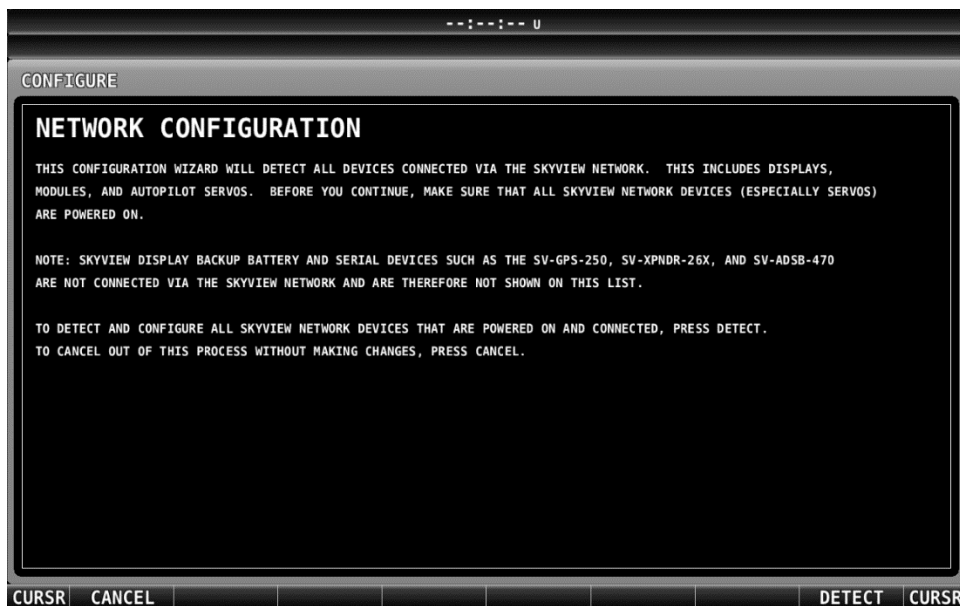 --:--:-- U
CONFIGURE
NETWORK CONFIGURATION
THIS CONFIGURATION WIZARD WILL DETECT ALL DEVICES CONNECTED VIA THE SKYVIEW NETWORK.  THIS INCLUDES DISPLAYS,
MODULES, AND AUTOPILOT SERVOS.  BEFORE YOU CONTINUE, MAKE SURE THAT ALL SKYVIEW NETWORK DEVICES (ESPECIALLY SERVOS)
ARE POWERED ON.
NOTE: SKYVIEW DISPLAY BACKUP BATTERY AND SERIAL DEVICES SUCH AS THE SV-GPS-250, SV-XPNDR-26X, AND SV-ADSB-470
ARE NOT CONNECTED VIA THE SKYVIEW NETWORK AND ARE THEREFORE NOT SHOWN ON THIS LIST.
TO DETECT AND CONFIGURE ALL SKYVIEW NETWORK DEVICES THAT ARE POWERED ON AND CONNECTED, PRESS DETECT.
TO CANCEL OUT OF THIS PROCESS WITHOUT MAKING CHANGES, PRESS CANCEL.
CURSR CANCEL DETECT CURSR